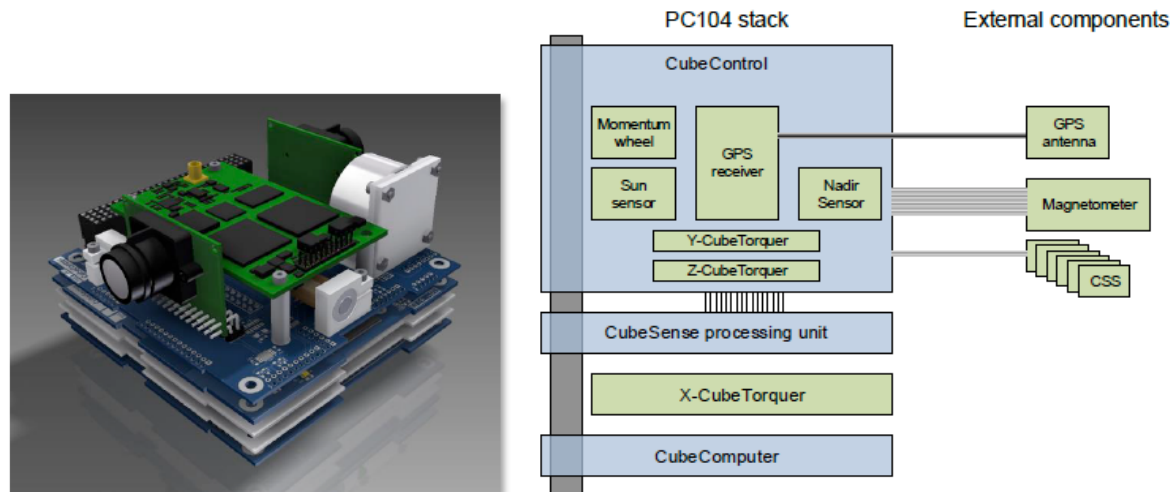 PC104 stack
External components
CubeControl
Momentum
wheel
GPS
receiver
GPS
antenna
Sun
sensor
Nadir
Sensor
Magnetometer
Y-CubeTorquer
Z-CubeTorquer
CSS
CubeSense processing unit
X-CubeTorquer
CubeComputer